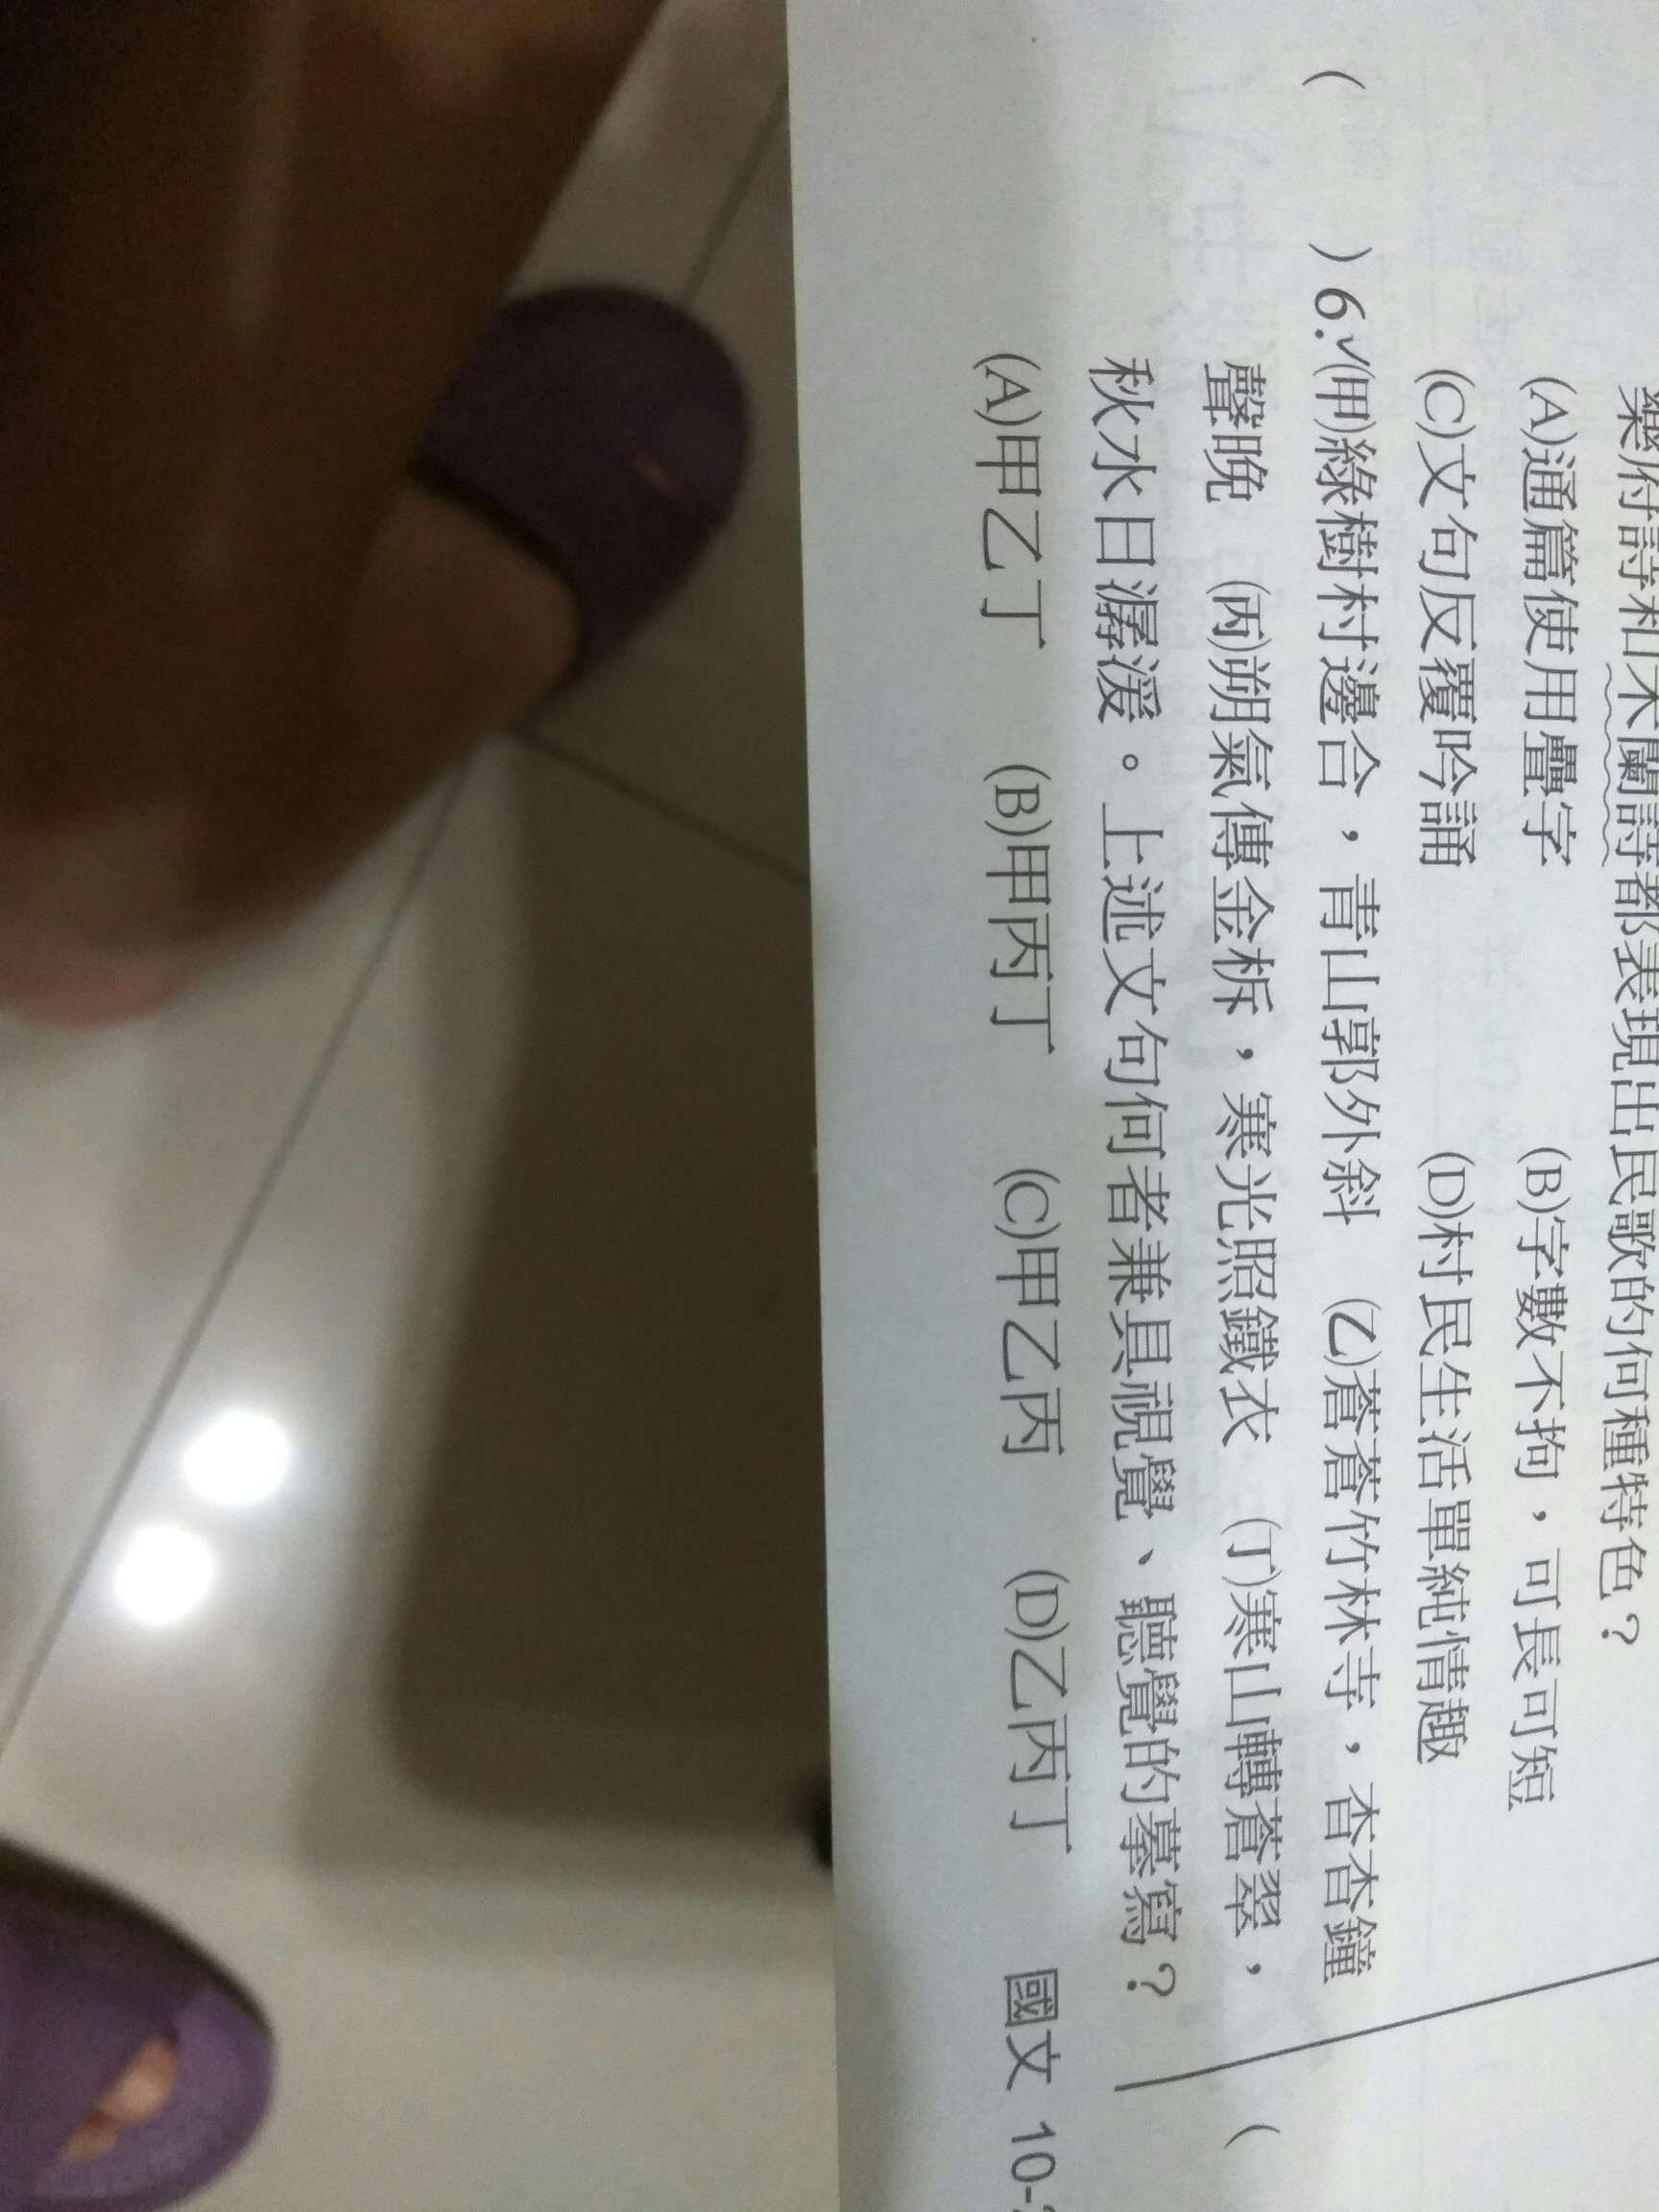 樂府詩和木蘭詩都表現出民歌的何種特色？
(A)通篇使用疊字 (B)字數不拘，可長可短
(C)文句反覆吟誦 (D)村民生活單純情趣
( ) 6.✓(甲)綠樹村邊合，青山郭外斜 (乙)蒼蒼竹林寺，杳杳鐘
聲晚 (丙)朔氣傳金柝，寒光照鐵衣 (丁)寒山轉蒼翠，
秋水日潺湲。上述文句何者兼具視覺、聽覺的摹寫？
(A)甲乙丁 (B)甲丙丁 (C)甲乙丙 (D)乙丙丁
國文 10-
(